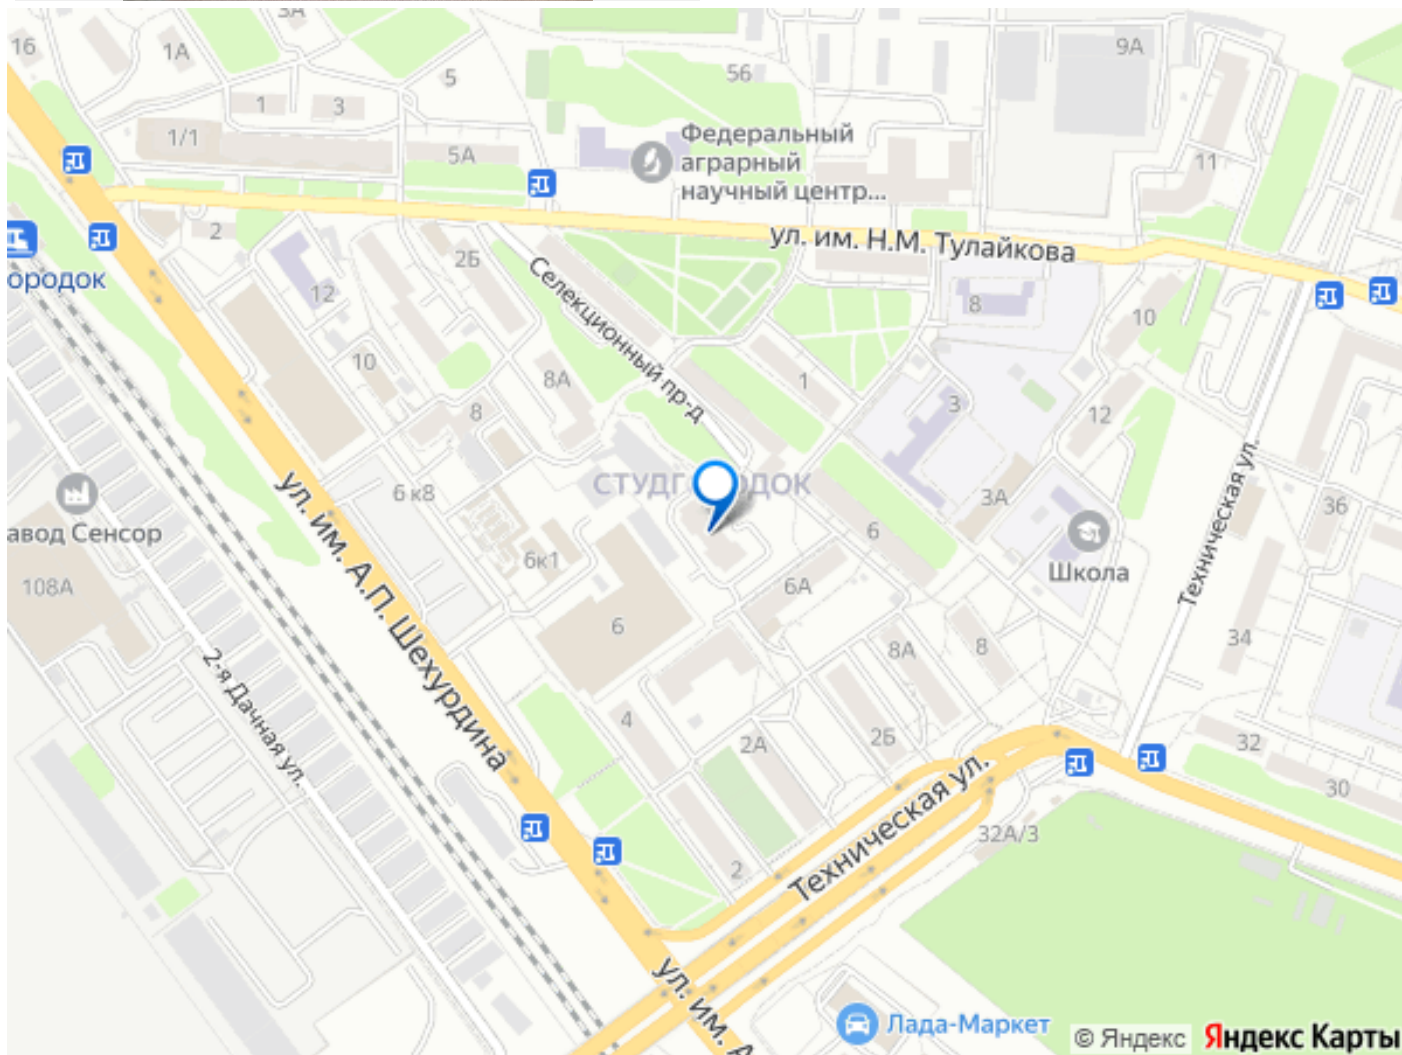 16
3А
1А
5
56
9А
1
3
1/1
5А
11
Федеральный
аграрный
научный центр...
ул. им. Н.М. Тулайкова
2
2Б
ородок
12
Селекционный пр-д
8
10
10
8А
1
8
3
12
СТУДГ
ОДОК
6 к8
3А
36
авод Сенсор
ул. им. А.П. Шехурдина
Техническая ул.
6
6к1
Школа
108А
6А
6
34
2-я Дачная ул.
8А
8
4
2А
2Б
32
30
Техническая ул.
32А/3
2
ул. им. А
Лада-Маркет
© Яндекс
Яндекс Карты